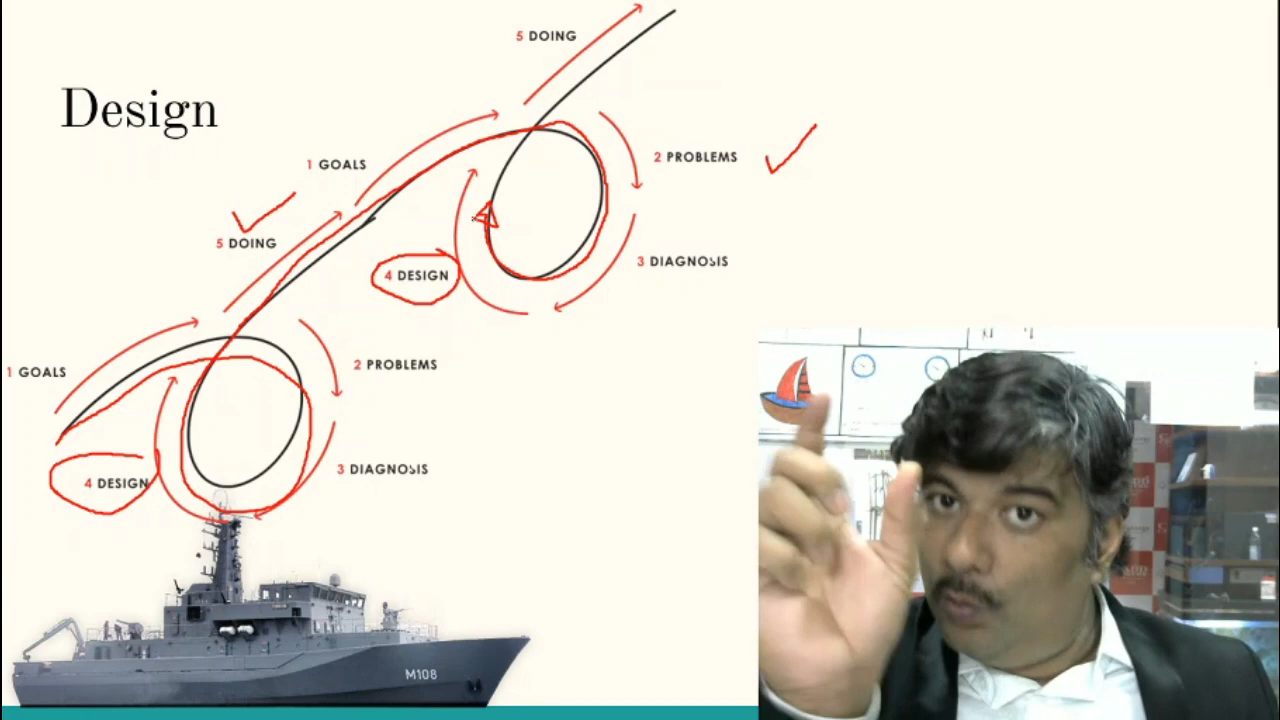 5 DOING
Design
2 PROBLEMS
1 GOALS
5 DOING
3 DIAGNOSIS
4 DESIGN
2 PROBLEMS
1 GOALS
3 DIAGNOSIS
4 DESIGN
M108